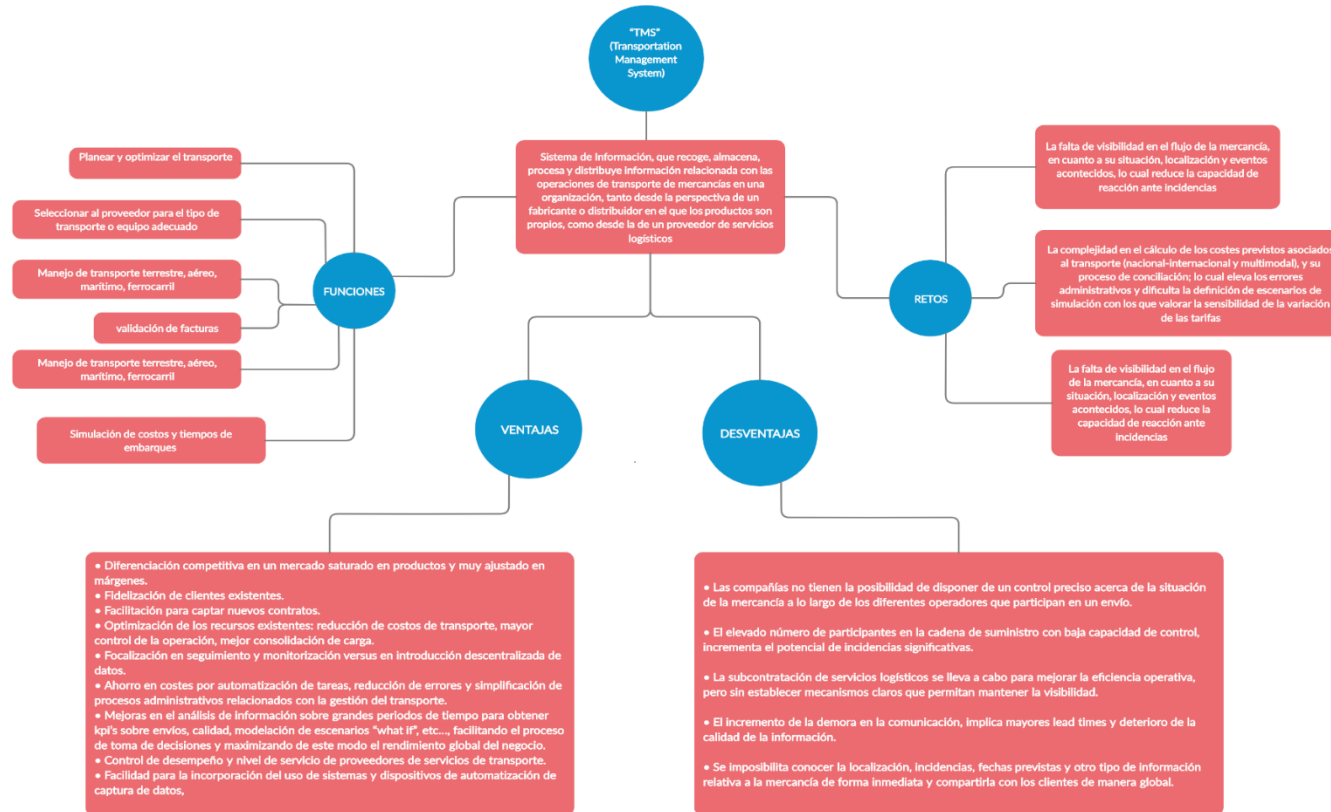 "TMS"
(Transportation
Management
System)
Sistema de Información, que recoge, almacena,
procesa y distribuye información relacionada con las
operaciones de transporte de mercancías en una
organización, tanto desde la perspectiva de un
fabricante o distribuidor en el que los productos son
propios, como desde la de un proveedor de servicios
logísticos
FUNCIONES
Planear y optimizar el transporte
Seleccionar al proveedor para el tipo de
transporte o equipo adecuado
Manejo de transporte terrestre, aéreo,
marítimo, ferrocarril
validación de facturas
Manejo de transporte terrestre, aéreo,
marítimo, ferrocarril
Simulación de costos y tiempos de
embarques
RETOS
La falta de visibilidad en el flujo de la mercancía,
en cuanto a su situación, localización y eventos
acontecidos, lo cual reduce la capacidad de
reacción ante incidencias
La complejidad en el cálculo de los costes previstos asociados
al transporte (nacional-internacional y multimodal), y su
proceso de conciliación; lo cual eleva los errores
administrativos y dificulta la definición de escenarios de
simulación con los que valorar la sensibilidad de la variación
de las tarifas
La falta de visibilidad en el flujo
de la mercancía, en cuanto a su
situación, localización y eventos
acontecidos, lo cual reduce la
capacidad de reacción ante
incidencias
VENTAJAS
• Diferenciación competitiva en un mercado saturado en productos y muy ajustado en
márgenes.
• Fidelización de clientes existentes.
• Facilitación para captar nuevos contratos.
• Optimización de los recursos existentes: reducción de costos de transporte, mayor
control de la operación, mejor consolidación de carga.
• Focalización en seguimiento y monitorización versus en introducción descentralizada de
datos.
• Ahorro en costes por automatización de tareas, reducción de errores y simplificación de
procesos administrativos relacionados con la gestión del transporte.
• Mejoras en el análisis de información sobre grandes periodos de tiempo para obtener
kpi's sobre envíos, calidad, modelación de escenarios "what if", etc..., facilitando el proceso
de toma de decisiones y maximizando de este modo el rendimiento global del negocio.
• Control de desempeño y nivel de servicio de proveedores de servicios de transporte.
• Facilidad para la incorporación del uso de sistemas y dispositivos de automatización de
captura de datos,
DESVENTAJAS
• Las compañías no tienen la posibilidad de disponer de un control preciso acerca de la situación
de la mercancía a lo largo de los diferentes operadores que participan en un envío.
• El elevado número de participantes en la cadena de suministro con baja capacidad de control,
incrementa el potencial de incidencias significativas.
• La subcontratación de servicios logísticos se lleva a cabo para mejorar la eficiencia operativa,
pero sin establecer mecanismos claros que permitan mantener la visibilidad.
• El incremento de la demora en la comunicación, implica mayores lead times y deterioro de la
calidad de la información.
• Se imposibilita conocer la localización, incidencias, fechas previstas y otro tipo de información
relativa a la mercancía de forma inmediata y compartirla con los clientes de manera global.